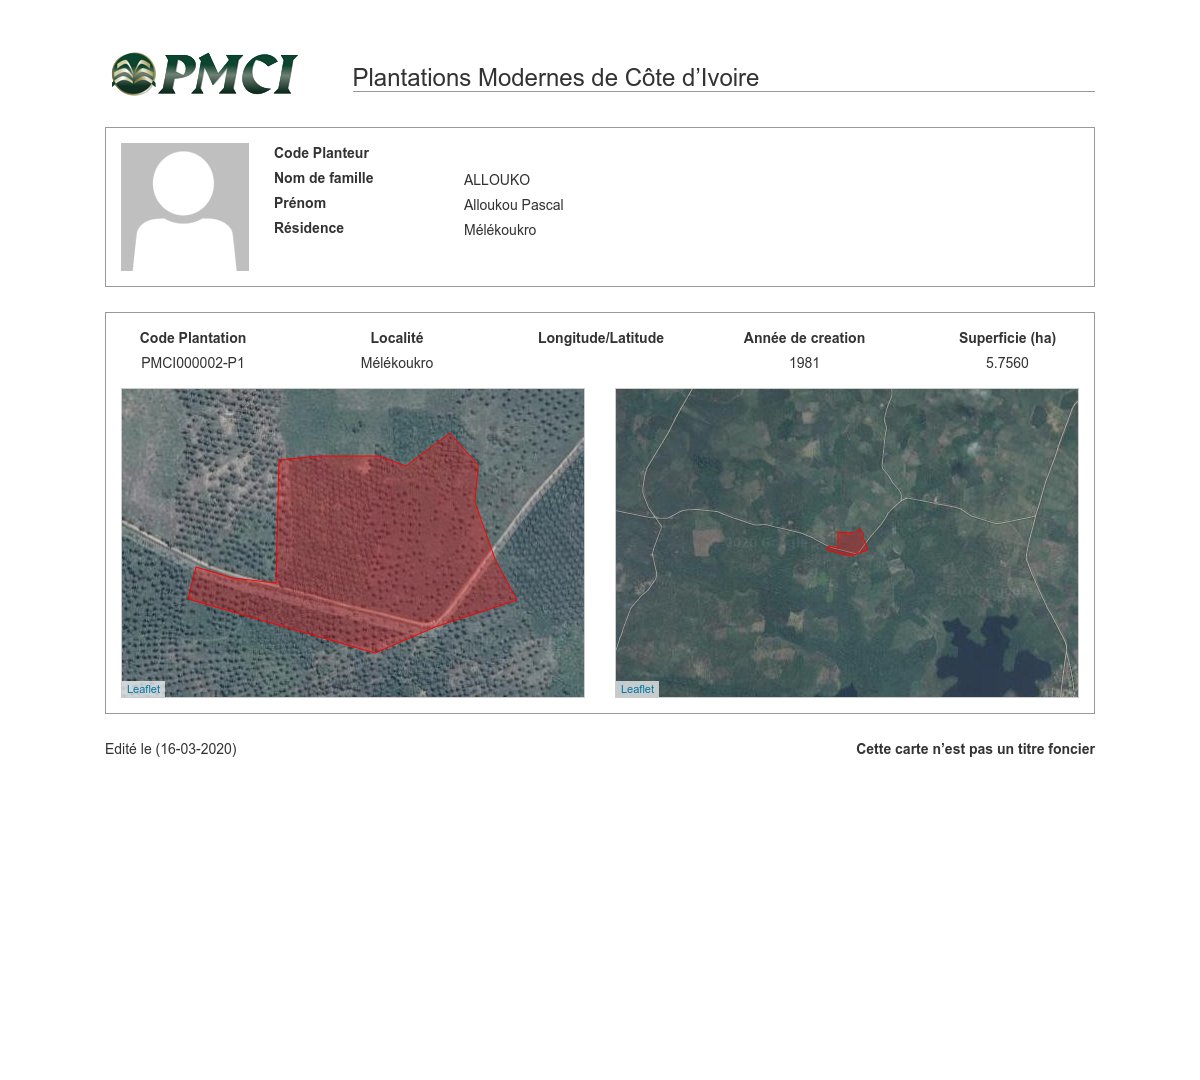 PMCI
Plantations Modernes de Côte d’Ivoire
Code Planteur
Nom de famille ALLOUKO
Prénom Alloukou Pascal
Résidence Mélékoukro
Code Plantation Localité Longitude/Latitude Année de creation Superficie (ha)
PMCI000002-P1 Mélékoukro 1981 5.7560
Leaflet Leaflet
Edité le (16-03-2020) Cette carte n’est pas un titre foncier